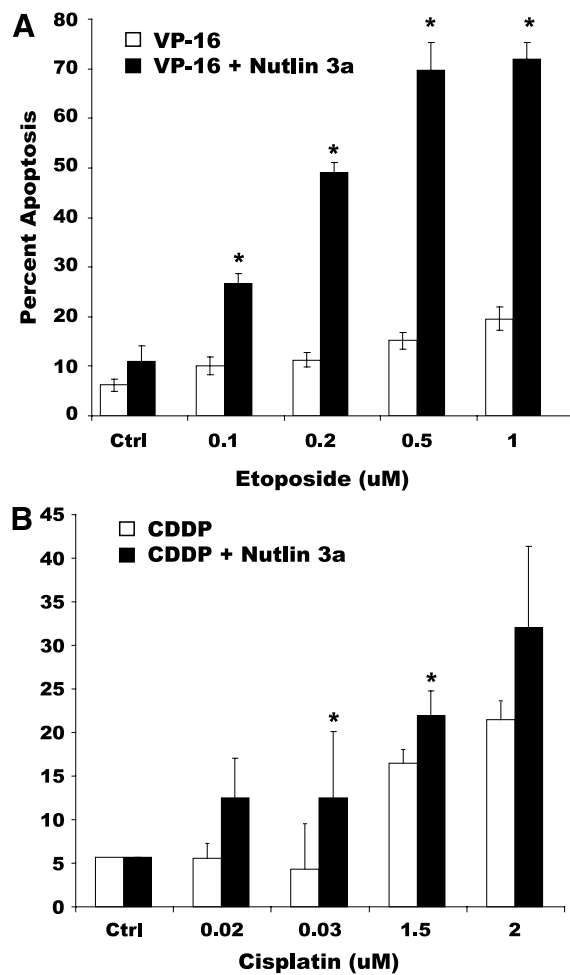 A
80
70
60
50
40
30
20
10
0
Percent Apoptosis
VP-16
VP-16 + Nutlin 3a
*
*
*
*
Ctrl 0.1 0.2 0.5 1
Etoposide (uM)
B
45
40
35
30
25
20
15
10
5
0
CDDP
CDDP + Nutlin 3a
*
*
Ctrl 0.02 0.03 1.5 2
Cisplatin (uM)